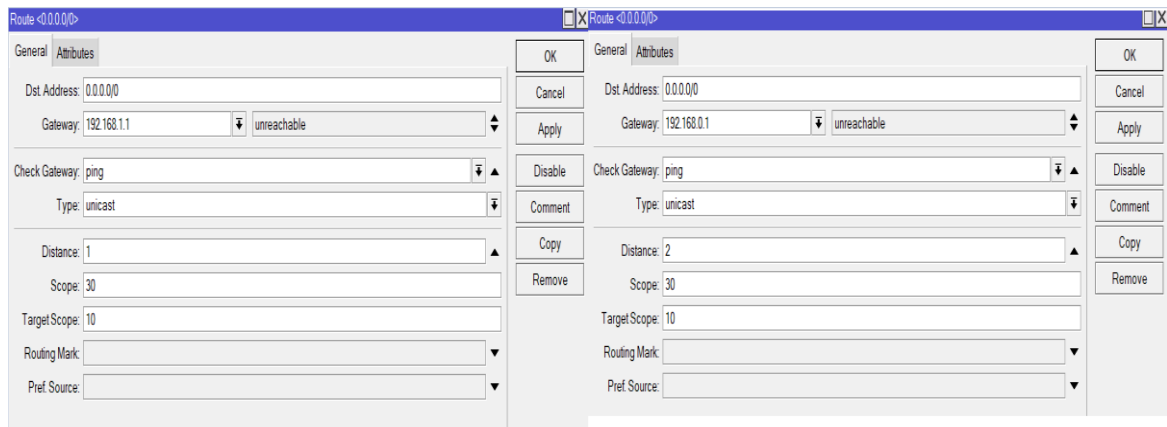 Route <0.0.0.0/0>
General Attributes
Dst. Address: 0.0.0.0/0
Gateway: 192.168.1.1 unreachable
Check Gateway: ping
Type: unicast
Distance: 1
Scope: 30
Target Scope: 10
Routing Mark:
Pref. Source:
OK
Cancel
Apply
Disable
Comment
Copy
Remove
Route <0.0.0.0/0>
General Attributes
Dst. Address: 0.0.0.0/0
Gateway: 192.168.0.1 unreachable
Check Gateway: ping
Type: unicast
Distance: 2
Scope: 30
Target Scope: 10
Routing Mark:
Pref. Source:
OK
Cancel
Apply
Disable
Comment
Copy
Remove